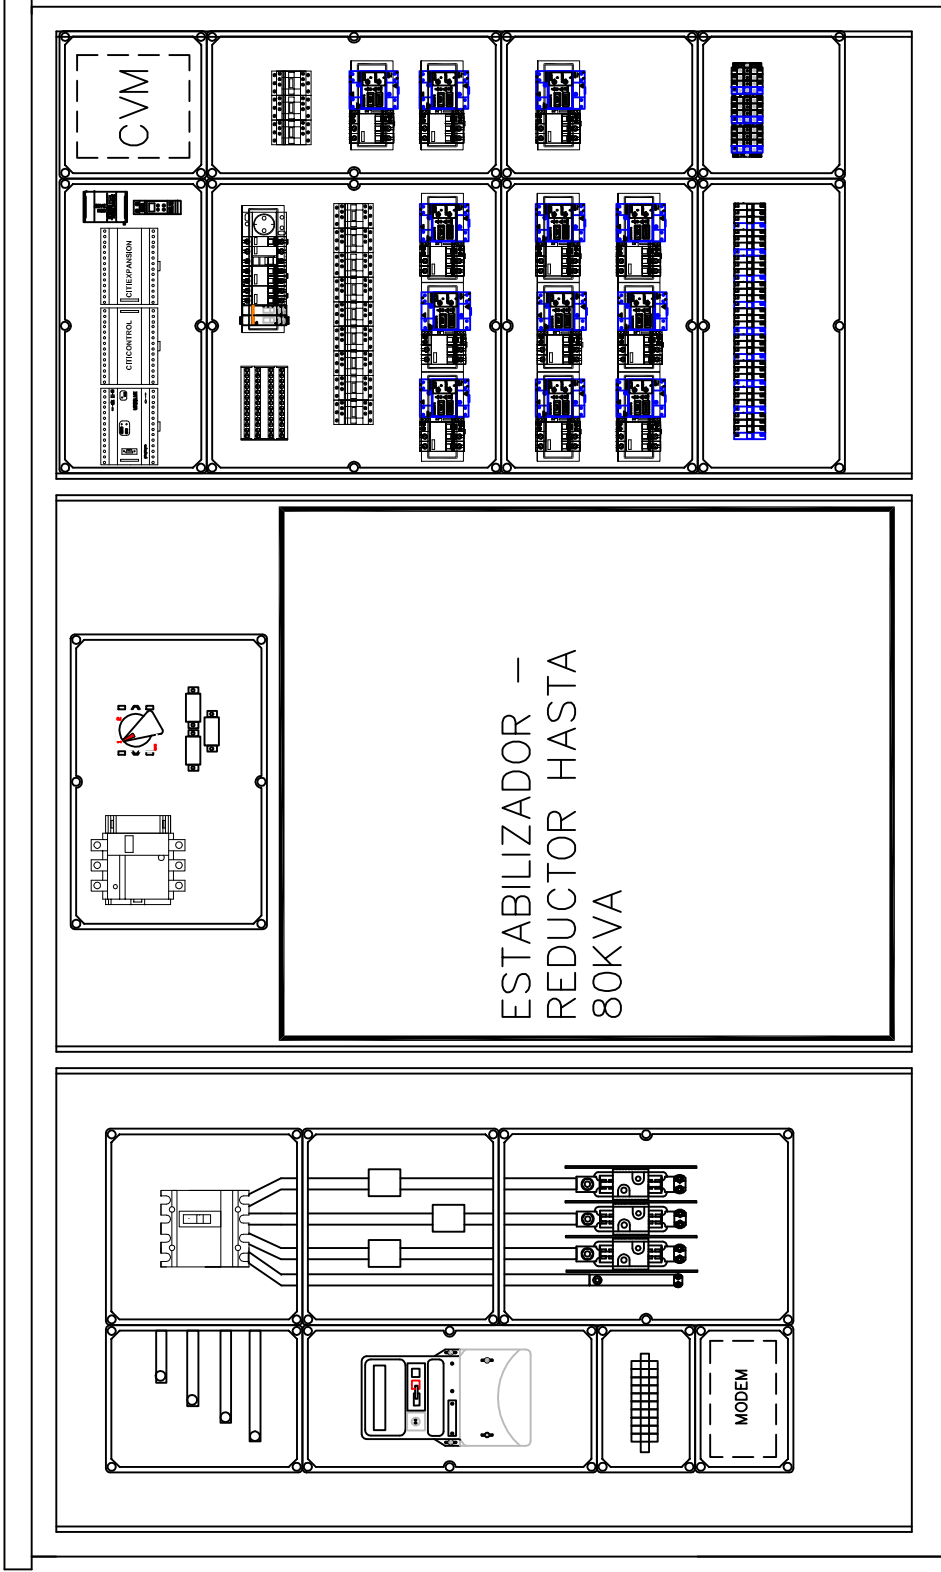 CVM
CITIEXPANSION
CITICONTROL
ESTABILIZADOR –
REDUCTOR HASTA
80KVA
MODEM